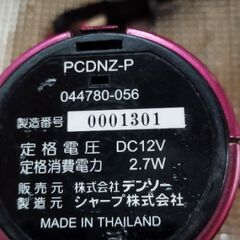 PCDNZ-P
044780-056
製造番号 0001301
定格電圧 DC12V
定格消費電力 2.7W
販売元 株式会社デンソー
製造元 シャープ株式会社
MADE IN THAILAND